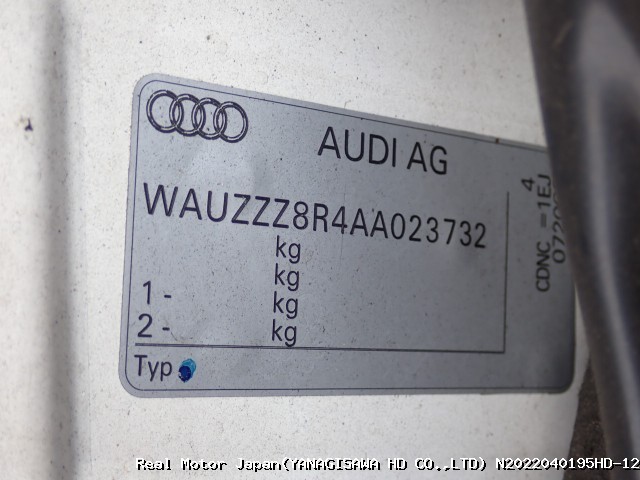 AUDI AG
WAUZZZ8R4AA023732
kg
kg
1 - kg
2 - kg
Typ
4
CDNC =1EJ
Real Motor Japan(YANAGISAWA HD CO.,LTD) N2022040195HD-12